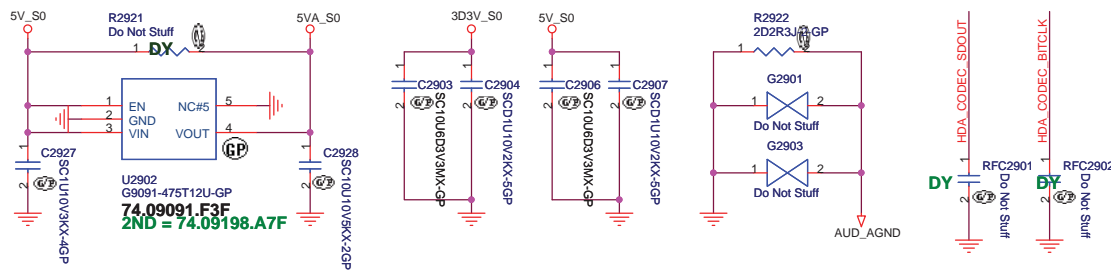 5V_S0
R2921
Do Not Stuff
5VA_S0
1
DY
2
1
EN
NC#5
5
2
GND
3
VIN
VOUT
4
GP
1
C2927
G/P
2
SC1U10V3KX-4GP
U2902
G9091-475T12U-GP
74.09091.F3F
2ND = 74.09198.A7F
1
C2928
G/P
2
SC10U10V5KX-2GP
3D3V_S0
1
C2903
G/P
2
SC10U6D3V3MX-GP
1
C2904
G/P
2
SCD1U10V2KX-5GP
5V_S0
1
C2906
G/P
2
SC10U6D3V3MX-GP
1
C2907
G/P
2
SCD1U10V2KX-5GP
R2922
1
2
G2901
1
2
Do Not Stuff
G2903
1
2
Do Not Stuff
AUD_AGND
HDA_CODEC_SDOUT
1
RFC2901
DY
G/P
2
Do Not Stuff
HDA_CODEC_BITCLK
1
RFC2902
DY
G/P
2
Do Not Stuff